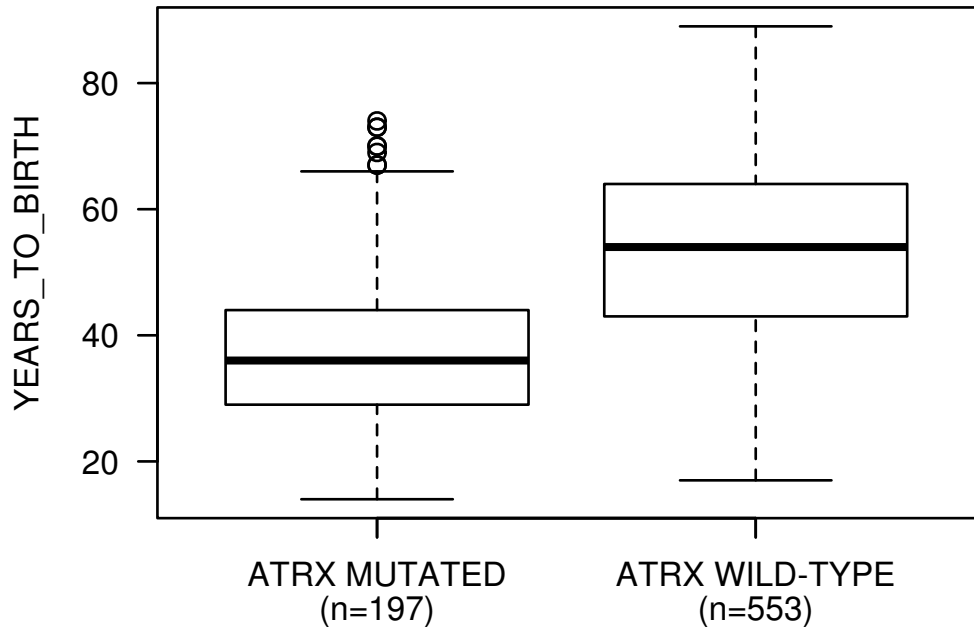 YEARS_TO_BIRTH
80
60
40
20
ATRX MUTATED
(n=197)
ATRX WILD-TYPE
(n=553)